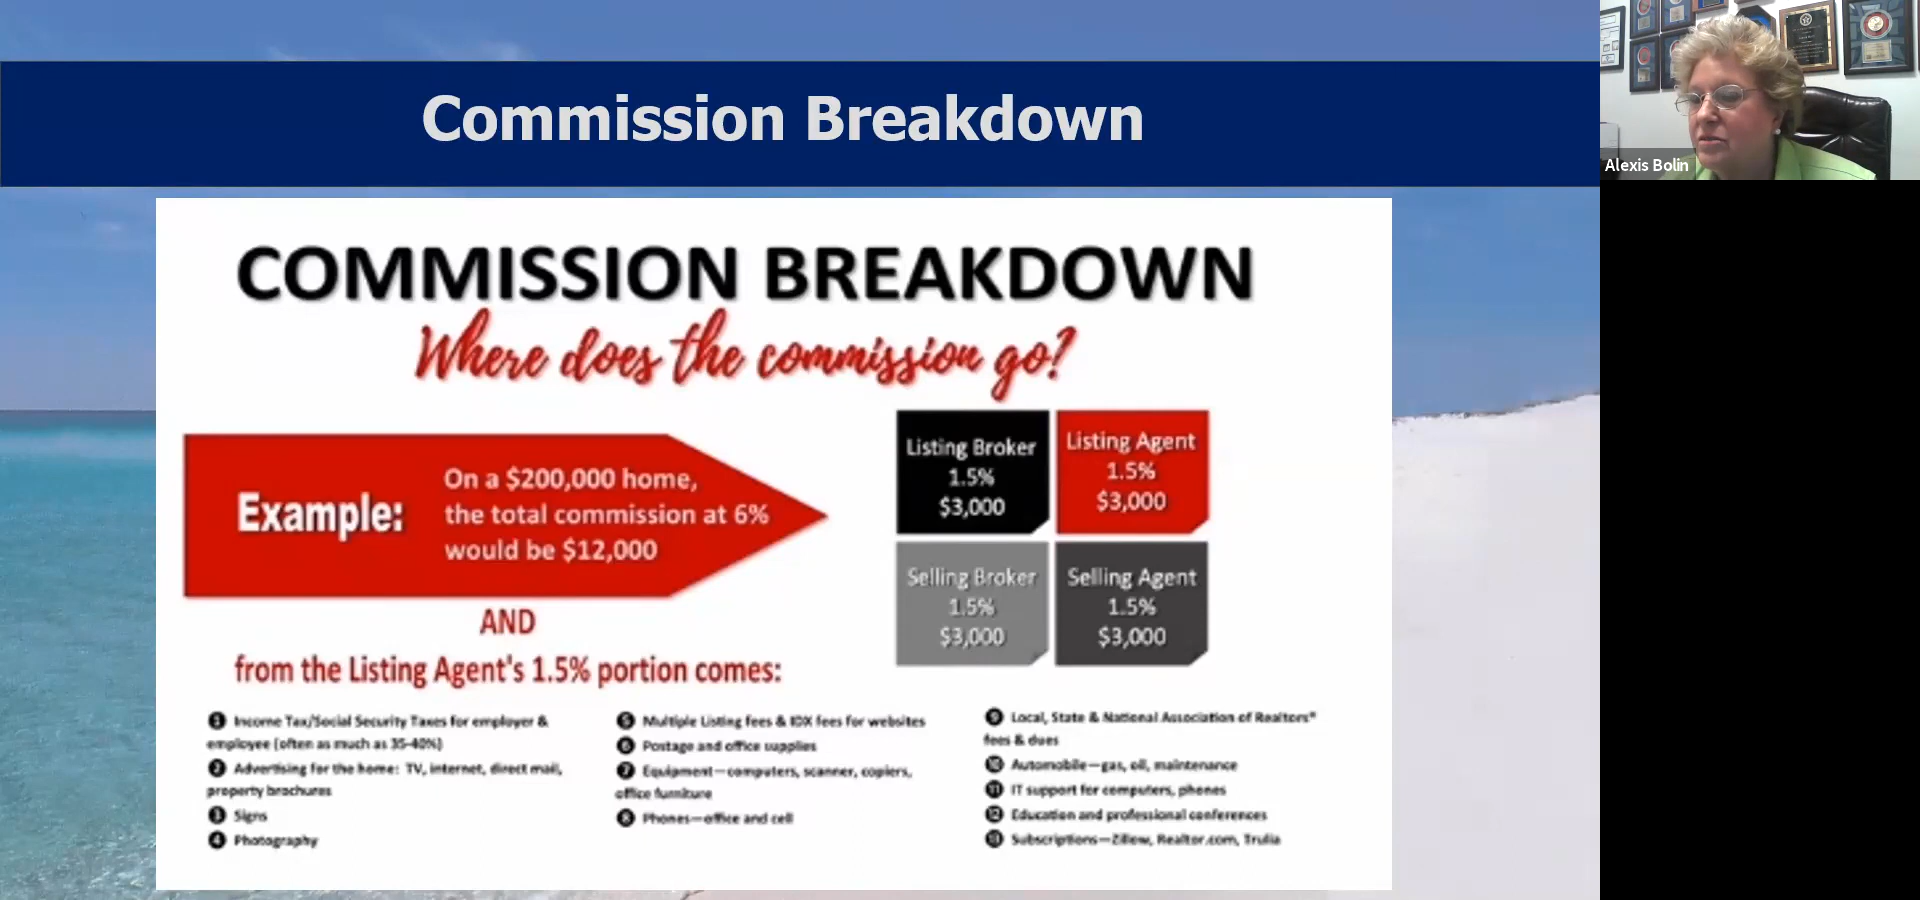 Commission Breakdown
Alexis Bolin
COMMISSION BREAKDOWN
Where does the commission go?
Example:
On a $200,000 home,
the total commission at 6%
would be $12,000
Listing Broker
1.5%
$3,000
Listing Agent
1.5%
$3,000
Selling Broker
1.5%
$3,000
Selling Agent
1.5%
$3,000
AND
from the Listing Agent's 1.5% portion comes:
1 Income Tax/Social Security Taxes for employer &
employee (often as much as 35-40%)
2 Advertising for the home: TV, internet, direct mail,
property brochures
3 Signs
4 Photography
5 Multiple Listing fees & IDX fees for websites
6 Postage and office supplies
7 Equipment—computers, scanner, copiers,
office furniture
8 Phones—office and cell
9 Local, State & National Association of Realtors®
fees & dues
10 Automobile—gas, oil, maintenance
11 IT support for computers, phones
12 Education and professional conferences
13 Subscriptions—Zillow, Realtor.com, Trulia